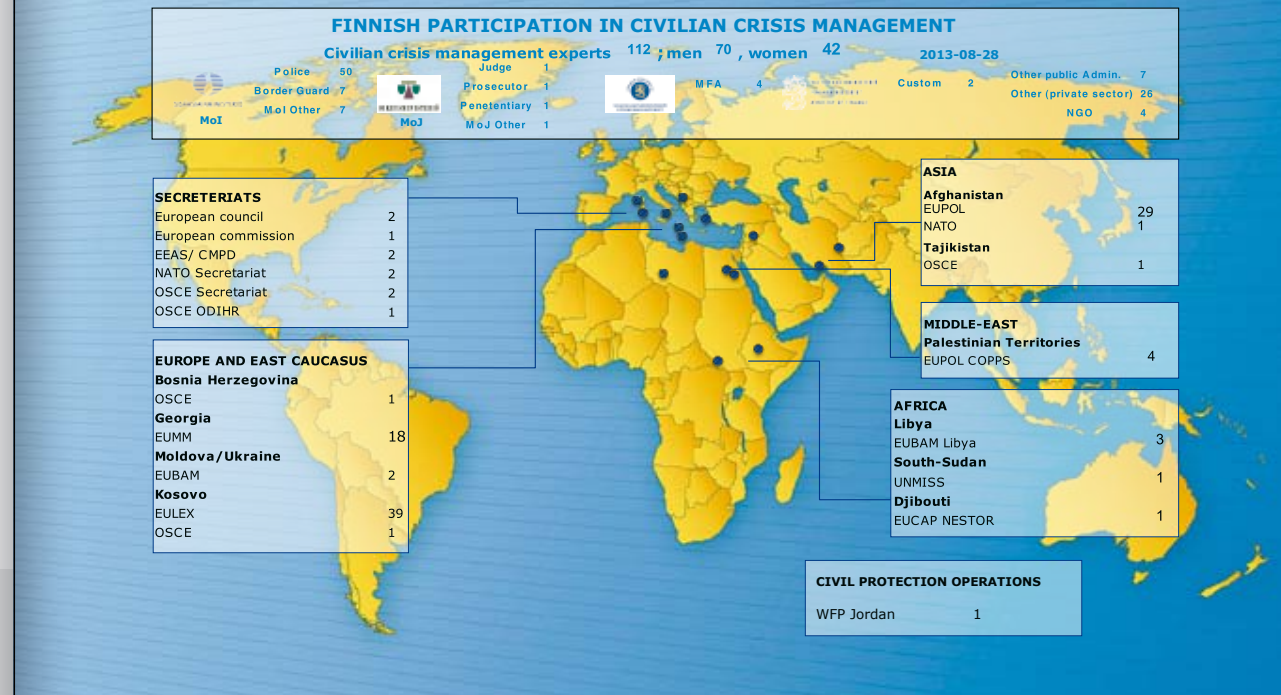 FINNISH PARTICIPATION IN CIVILIAN CRISIS MANAGEMENT
Civilian crisis management experts 112 ; men 70 , women 42 2013-08-28
MoI
Police 50
Border Guard 7
MoI Other 7
MoJ
Judge 1
Prosecutor 1
Penetentiary 1
MoJ Other 1
MFA 4
Custom 2
Other public Admin. 7
Other (private sector) 26
NGO 4
SECRETERIATS
European council 2
European commission 1
EEAS/ CMPD 2
NATO Secretariat 2
OSCE Secretariat 2
OSCE ODIHR 1
EUROPE AND EAST CAUCASUS
Bosnia Herzegovina
OSCE 1
Georgia
EUMM 18
Moldova/Ukraine
EUBAM 2
Kosovo
EULEX 39
OSCE 1
ASIA
Afghanistan
EUPOL 29
NATO 1
Tajikistan
OSCE 1
MIDDLE-EAST
Palestinian Territories
EUPOL COPPS 4
AFRICA
Libya
EUBAM Libya 3
South-Sudan
UNMISS 1
Djibouti
EUCAP NESTOR 1
CIVIL PROTECTION OPERATIONS
WFP Jordan 1